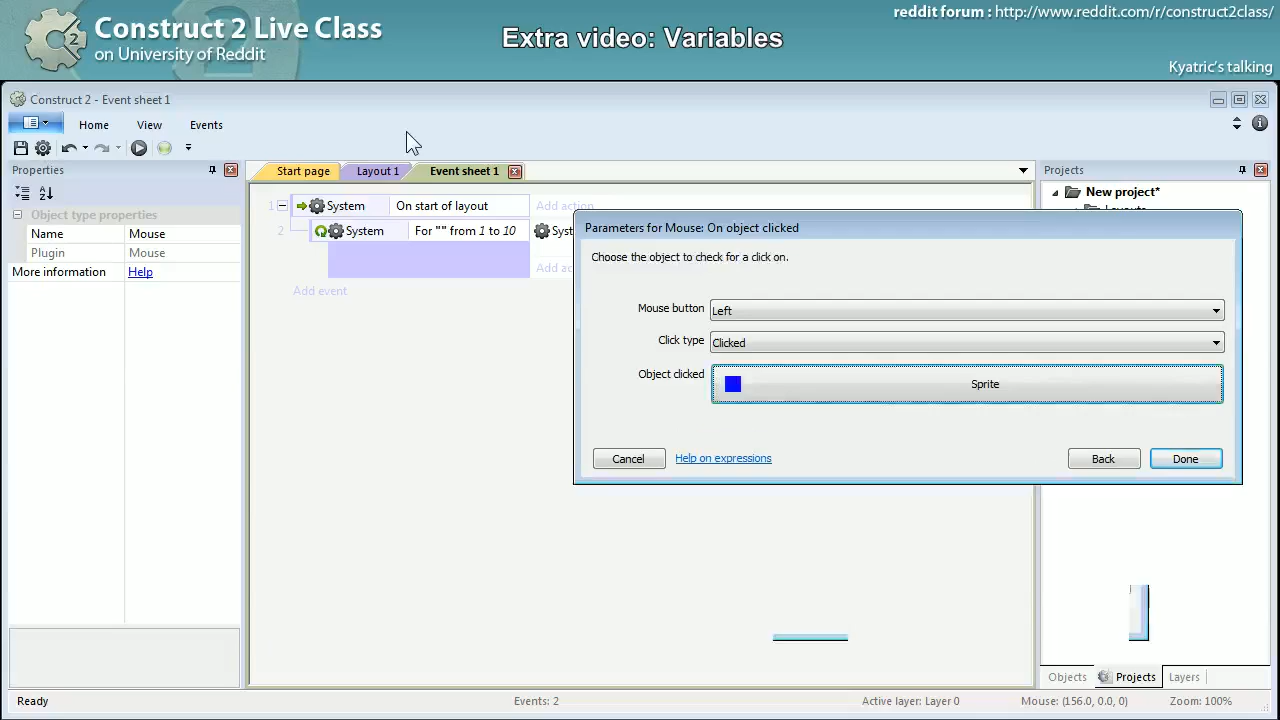 Construct 2 Live Class
on University of Reddit
Extra video: Variables
reddit forum : http://www.reddit.com/r/construct2class/
Kyatric's talking
Construct 2 - Event sheet 1
Home View Events
Properties
Start page Layout 1 Event sheet 1
Projects
Object type properties
Name Mouse
Plugin Mouse
More information Help
1 System On start of layout Add action
2 System For "" from 1 to 10 Syst
Add ac
Add event
New project*
Layouts
Parameters for Mouse: On object clicked
Choose the object to check for a click on.
Mouse button Left
Click type Clicked
Object clicked Sprite
Cancel Help on expressions Back Done
Objects Projects Layers
Ready Events: 2 Active layer: Layer 0 Mouse: (156.0, 0.0, 0) Zoom: 100%